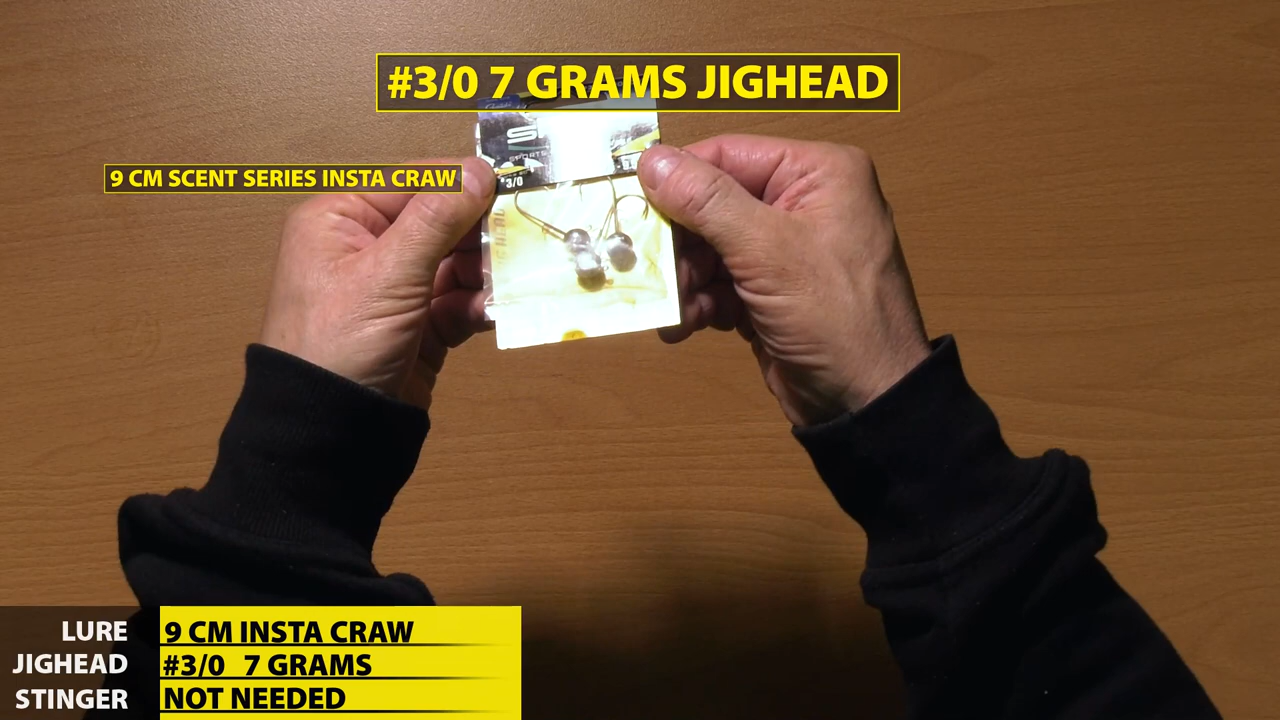 #3/0 7 GRAMS JIGHEAD
SPORTS
#3/0
9 CM SCENT SERIES INSTA CRAW
LURE 9 CM INSTA CRAW
JIGHEAD #3/0 7 GRAMS
STINGER NOT NEEDED